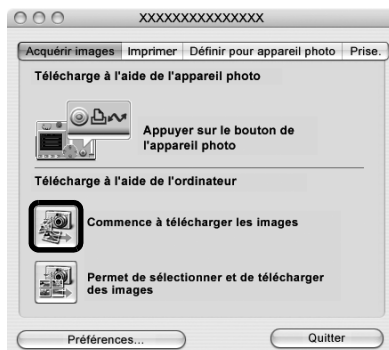 XXXXXXXXXXXXXXX
Acquérir images Imprimer Définir pour appareil photo Prise.
Télécharge à l'aide de l'appareil photo
Appuyer sur le bouton de
l'appareil photo
Télécharge à l'aide de l'ordinateur
Commence à télécharger les images
Permet de sélectionner et de télécharger
des images
Préférences... Quitter